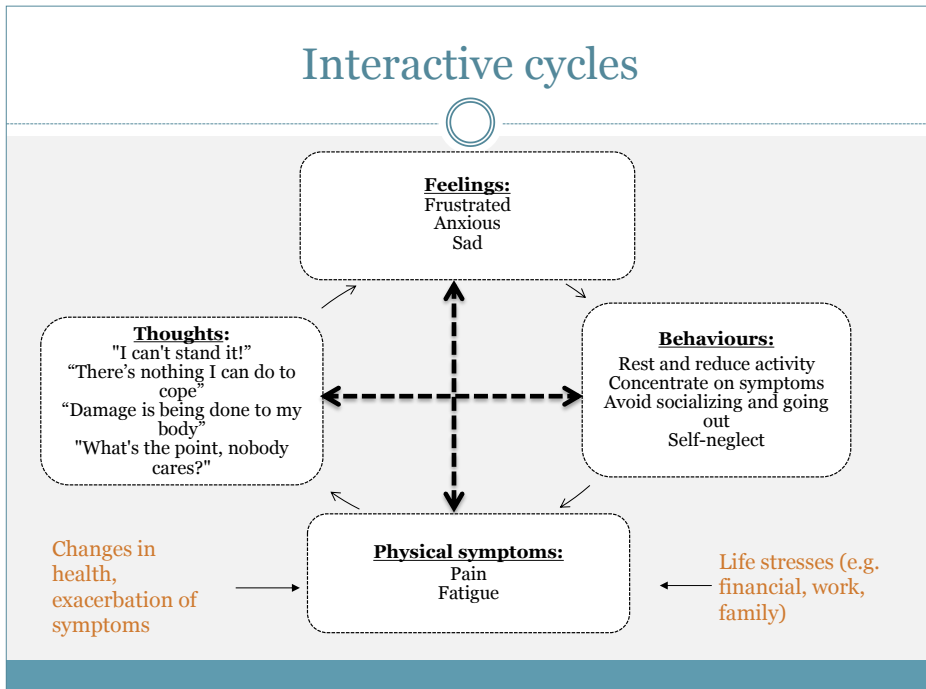 Interactive cycles
Feelings:
Frustrated
Anxious
Sad
Thoughts:
"I can't stand it!”
“There’s nothing I can do to
cope”
“Damage is being done to my
body”
"What's the point, nobody
cares?"
Behaviours:
Rest and reduce activity
Concentrate on symptoms
Avoid socializing and going
out
Self-neglect
Physical symptoms:
Pain
Fatigue
Changes in
health,
exacerbation of
symptoms
Life stresses (e.g.
financial, work,
family)